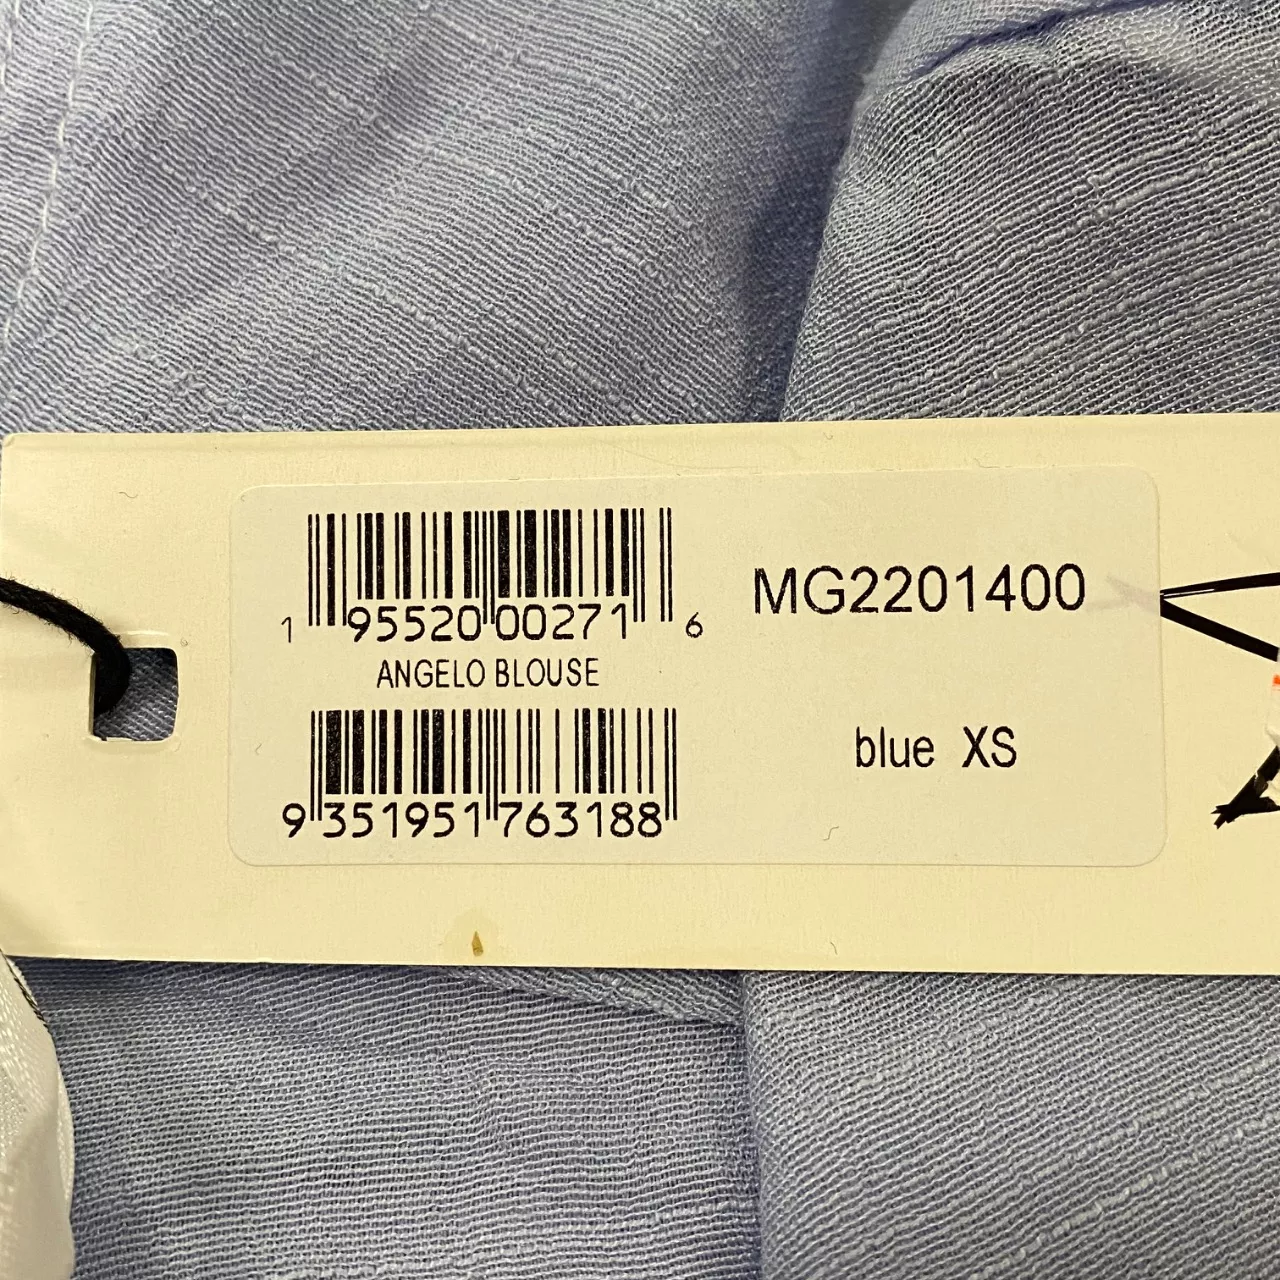 1 95520 00271 6
MG2201400
ANGELO BLOUSE
blue XS
9 351951 763188